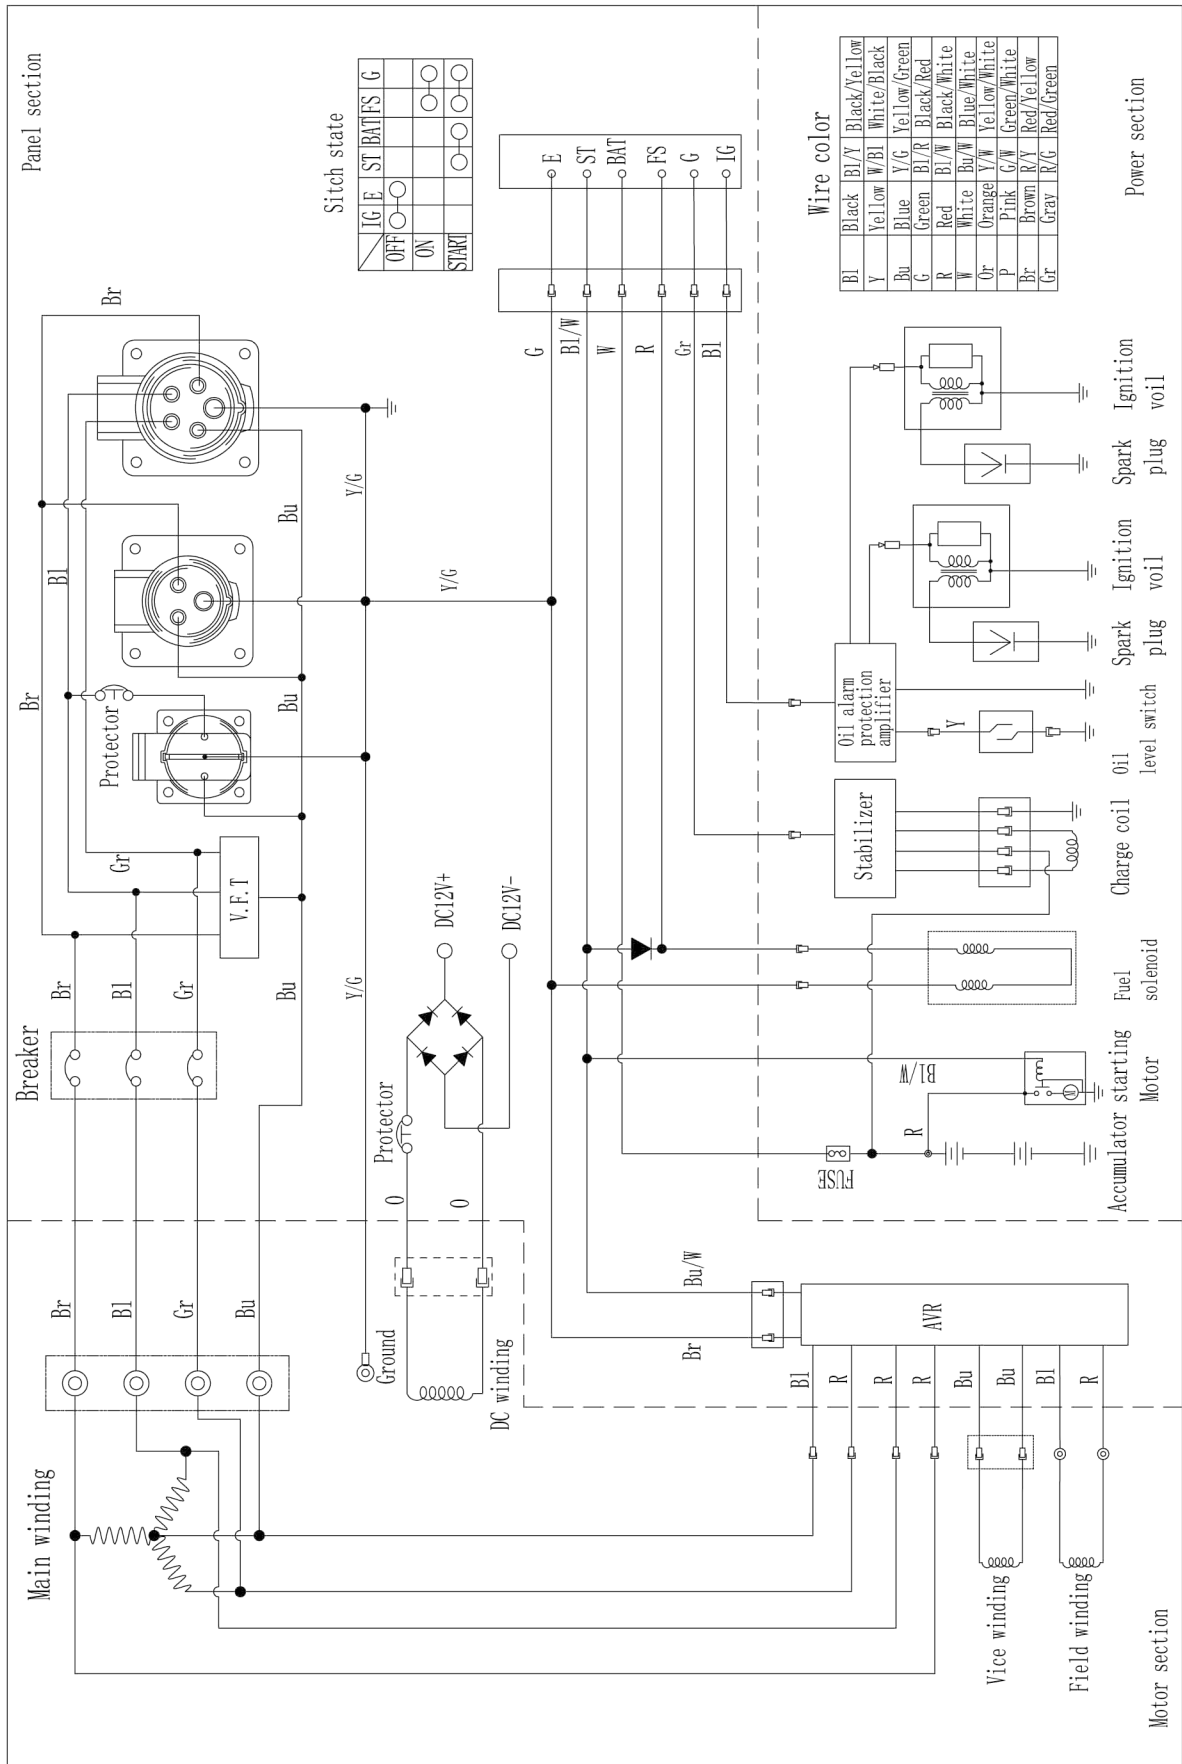 Panel section
Sitch state
IG E ST BAT FS G
OFF
ON
START
Br
Bl
Br
Protector
Gr
V.F.T
Bu
Bu
Bu
Y/G
Y/G
Y/G
Breaker
Br
Bl
Gr
DC12V+
DC12V-
Protector
O
O
Br
Bl
Gr
Bu
Ground
DC winding
Main winding
E
ST
BAT
FS
G
IG
G
Bl/W
W
R
Gr
Bl
Wire color
Bl Black Bl/Y Black/Yellow
Y Yellow W/Bl White/Black
Bu Blue Y/G Yellow/Green
G Green Bl/R Black/Red
R Red Bl/W Black/White
W White Bu/W Blue/White
Or Orange Y/W Yellow/White
P Pink G/W Green/White
Br Brown R/Y Red/Yellow
Gr Gray R/G Red/Green
Power section
Ignition
voil
Spark
plug
Ignition
voil
Spark
plug
Oil alarm
protection
amplifier
Y
Oil
level switch
Stabilizer
Charge coil
Fuel
solenoid
Bl/W
R
M
FUSE
Accumulator starting
Motor
Bu/W
Br
AVR
Bl
R
R
R
Bu
Bu
Bl
R
Vice winding
Field winding
Motor section